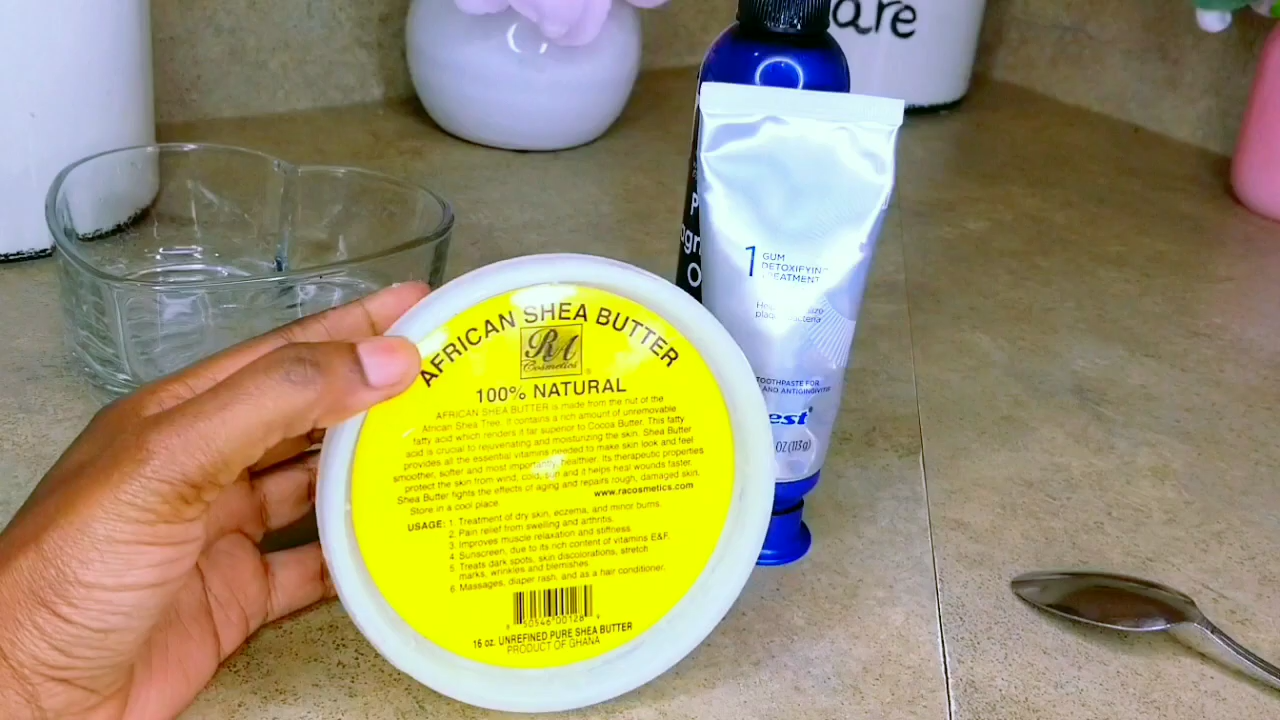 are
AFRICAN SHEA BUTTER
RA
Cosmetics
100% NATURAL
AFRICAN SHEA BUTTER is made from the nut of the
African Shea Tree. It contains a rich amount of unremovable
fatty acid which renders it far superior to Cocoa Butter. This fatty
acid is crucial to rejuvenating and moisturizing the skin. Shea Butter
provides all the essential vitamins needed to make skin look and feel
smoother, softer and most importantly, healthier. Its therapeutic properties
protect the skin from wind, cold, sun and it helps heal wounds faster.
Shea Butter fights the effects of aging and repairs rough, damaged skin.
Store in a cool place
www.racosmetics.com
USAGE: 1. Treatment of dry skin, eczema, and minor burns.
2. Pain relief from swelling and arthritis.
3. Improves muscle relaxation and stiffness.
4. Sunscreen, due to its rich content of vitamins E&F.
5. Treats dark spots, skin discolorations, stretch
marks, wrinkles and blemishes
6. Massages, diaper rash, and as a hair conditioner.
16 oz. UNREFINED PURE SHEA BUTTER
PRODUCT OF GHANA
P
agr
O
1 GUM
DETOXIFYIN
TREATMENT
plaque bacteria
TOOTHPASTE FOR
AND ANTIGINGIVITIS
est
OZ (113g)